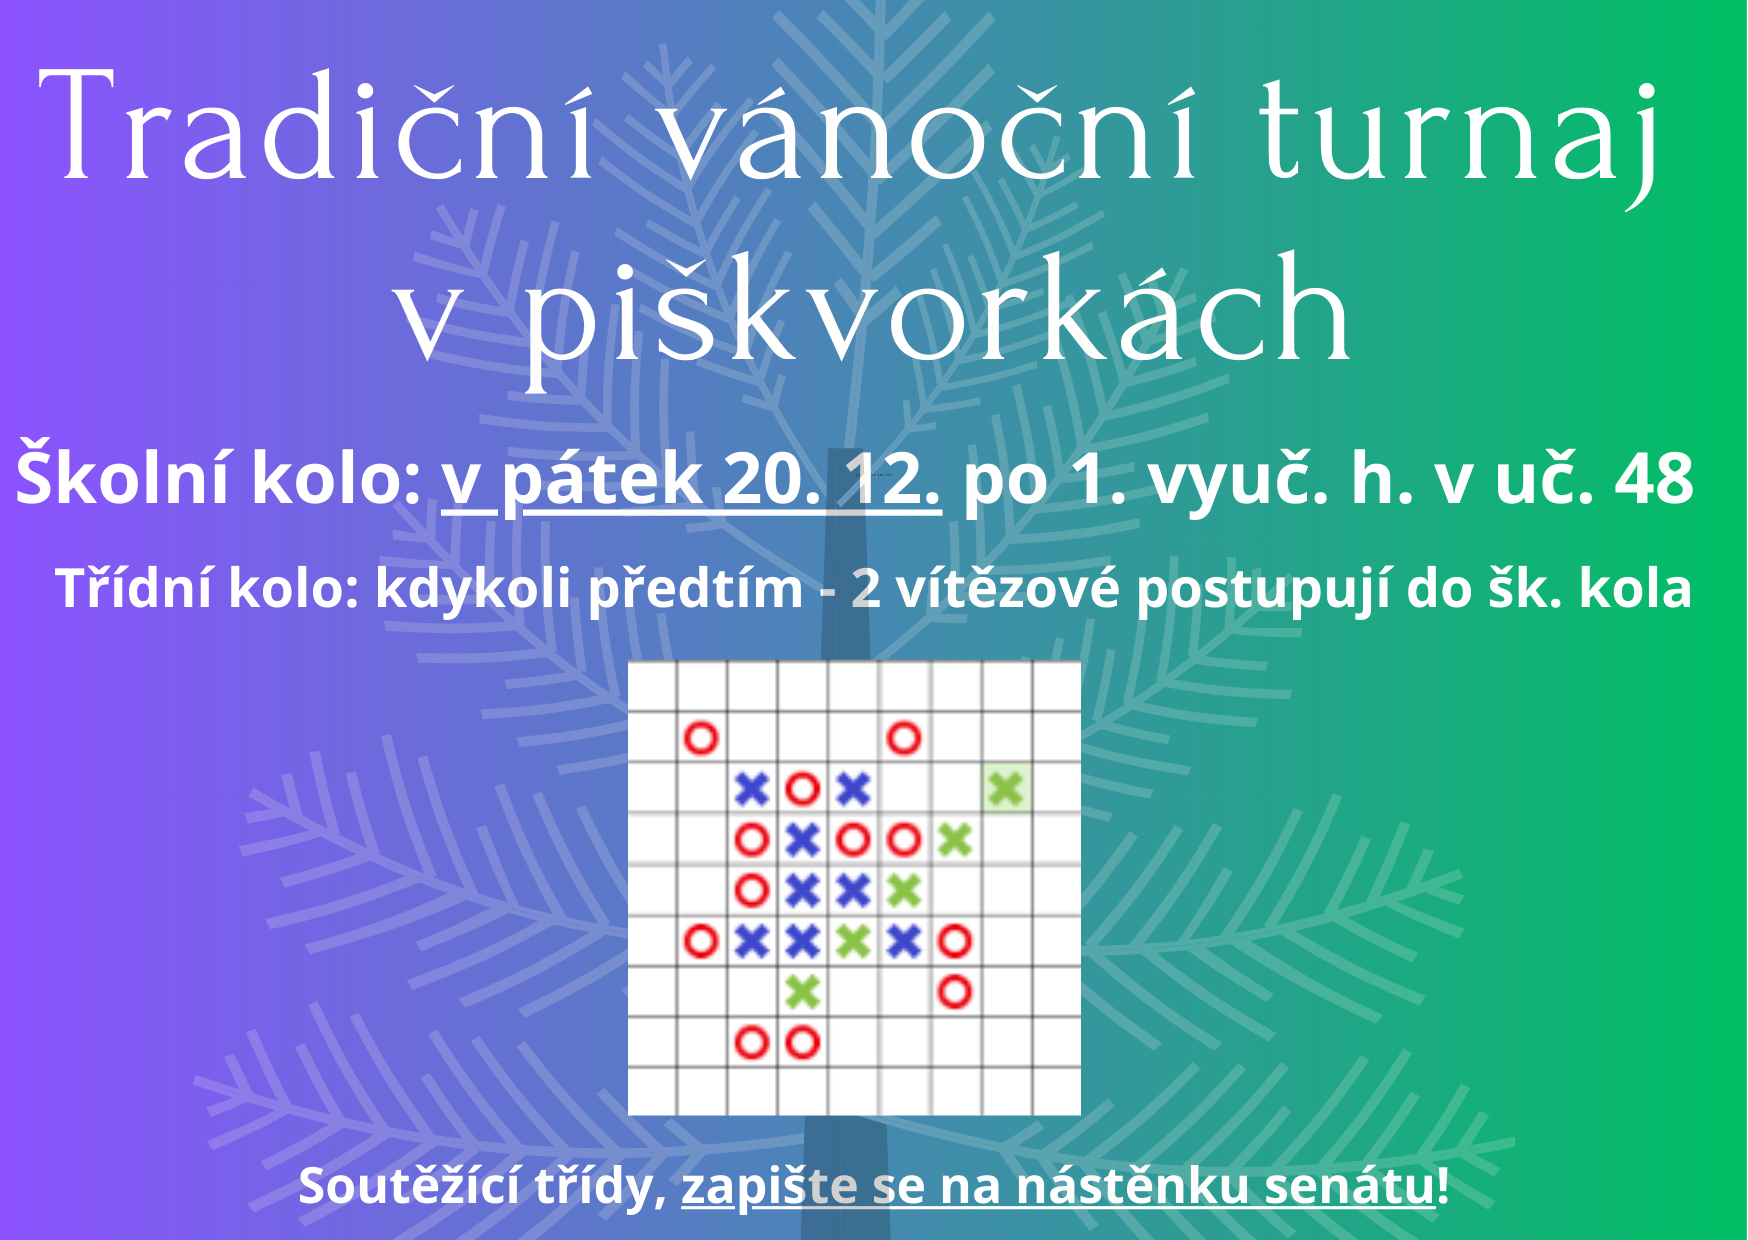 Tradiční vánoční turnaj
v piškvorkách
Školní kolo: v pátek 20. 12. po 1. vyuč. h. v uč. 48
Třídní kolo: kdykoli předtím - 2 vítězové postupují do šk. kola
Soutěžící třídy, zapište se na nástěnku senátu!